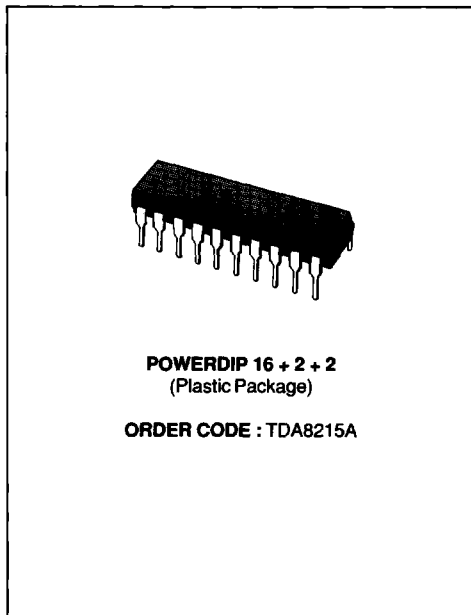 POWERDIP 16 + 2 + 2
(Plastic Package)
ORDER CODE : TDA8215A